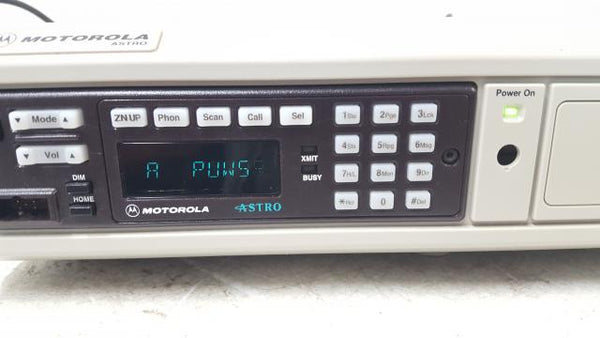 MOTOROLA
ASTRO
Power On
Mode
ZNUP Phon Scan Call Sel
Vol
DIM
HOME
A PUWS
XMIT
BUSY
1 2 3
4 5 6
7 8 9
* 0 #
MOTOROLA ASTRO